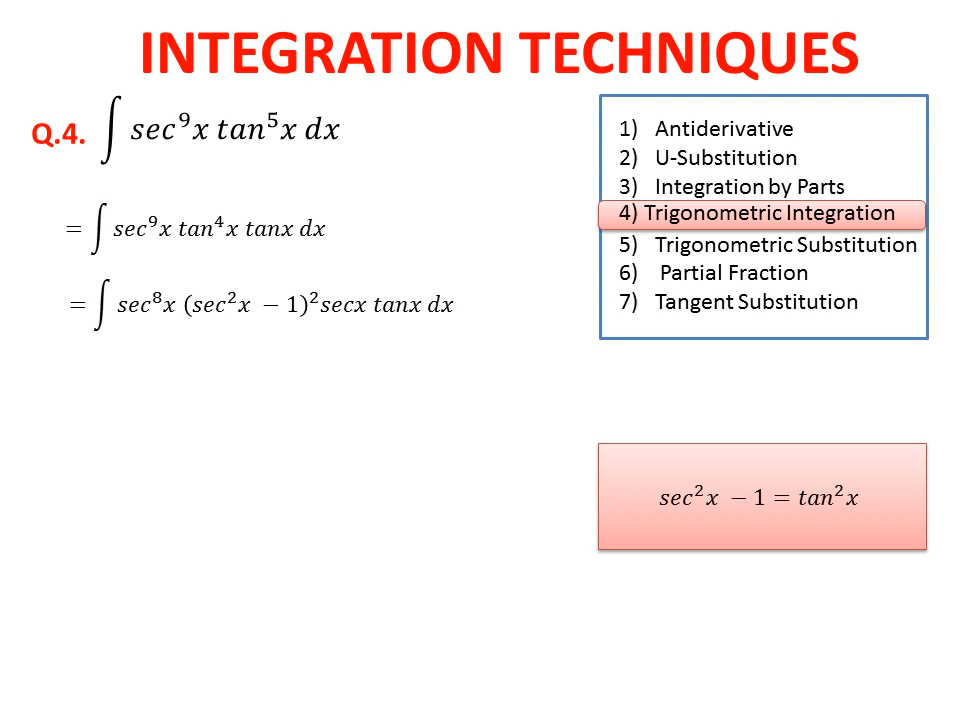 INTEGRATION TECHNIQUES
Q.4. ∫ sec⁹x tan⁵x dx
= ∫ sec⁹x tan⁴x tanx dx
= ∫ sec⁸x (sec²x − 1)²secx tanx dx
1) Antiderivative
2) U-Substitution
3) Integration by Parts
4) Trigonometric Integration
5) Trigonometric Substitution
6) Partial Fraction
7) Tangent Substitution
sec²x − 1 = tan²x